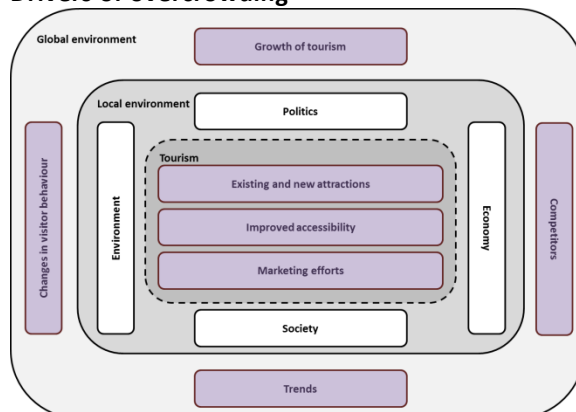 Drivers of overcrowding
Global environment
Growth of tourism
Local environment
Politics
Changes in visitor behaviour
Environment
Tourism
Existing and new attractions
Improved accessibility
Marketing efforts
Economy
Competitors
Society
Trends